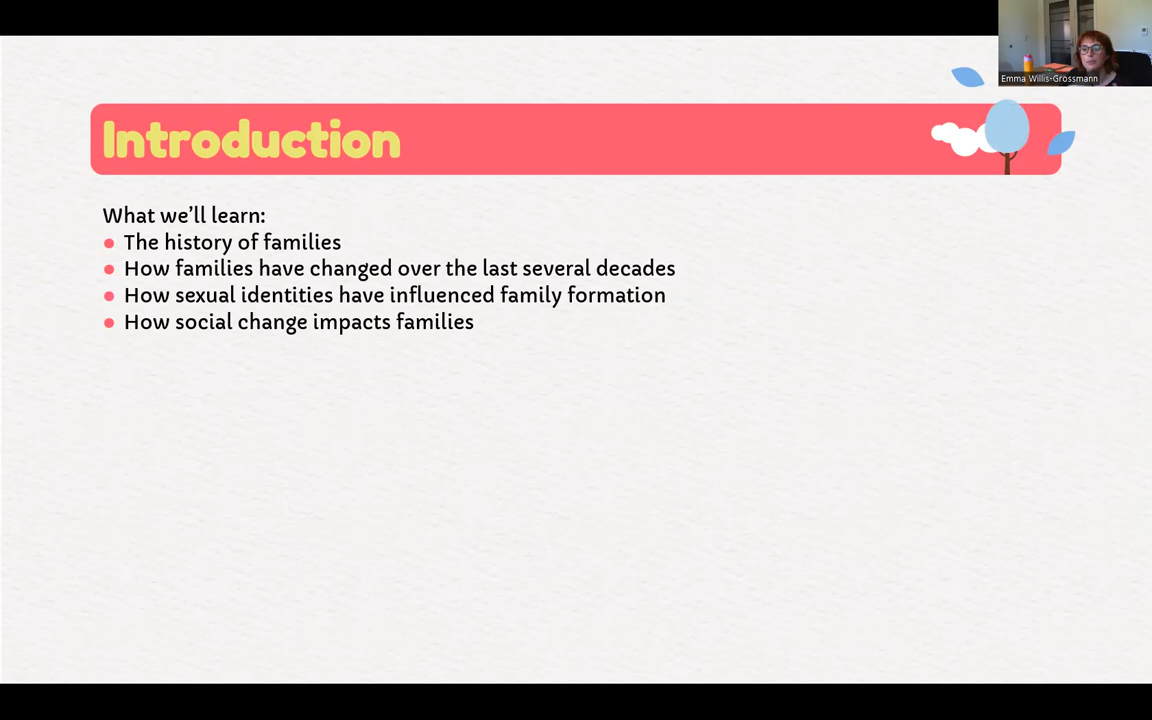 Emma Willis-Grossmann
Introduction
What we’ll learn:
The history of families
How families have changed over the last several decades
How sexual identities have influenced family formation
How social change impacts families